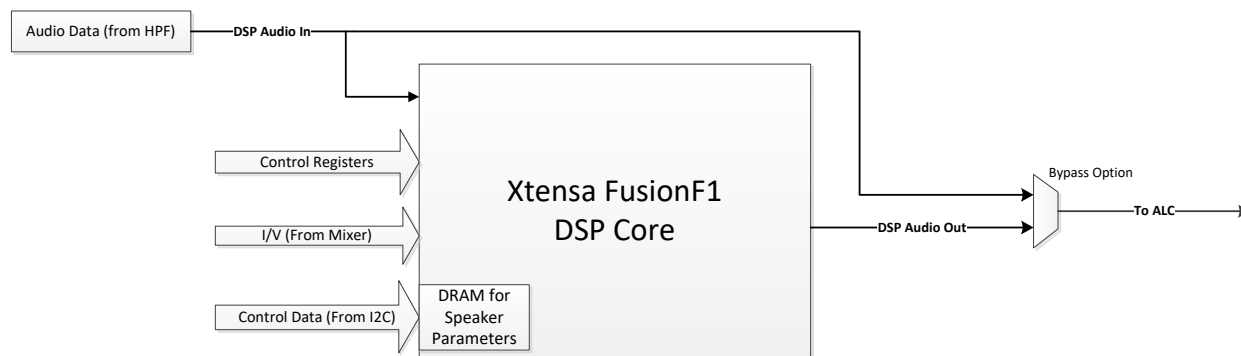 Audio Data (from HPF)
DSP Audio In
Control Registers
Xtensa FusionF1
DSP Core
Bypass Option
To ALC
I/V (From Mixer)
DSP Audio Out
Control Data (From I2C)
DRAM for
Speaker
Parameters